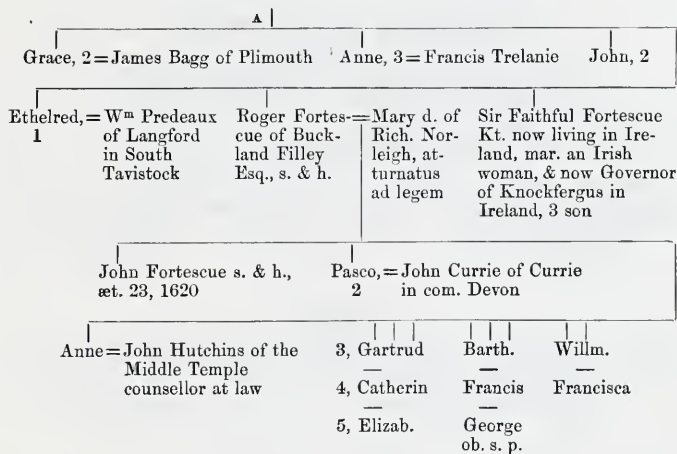 A
Grace, 2=James Bagg of Plimouth Anne, 3=Francis Trelanie John, 2
Ethelred,=Wm Predeaux of Langford in South Tavistock
1
Roger Fortes-
cue of Buck-
land Filley
Esq., s. & h.
=Mary d. of
Rich. Nor-
leigh, at-
turnatus
ad legem
Sir Faithful Fortescue
Kt. now living in Ire-
land, mar. an Irish
woman, & now Governor
of Knockfergus in
Ireland, 3 son
John Fortescue s. & h.,
æt. 23, 1620
Pasco,=John Currie of Currie
2 in com. Devon
Anne=John Hutchins of the
Middle Temple
counsellor at law
3, Gartrud Barth. Willm.
4, Catherin Francis Francisca
5, Elizab. George
ob. s. p.